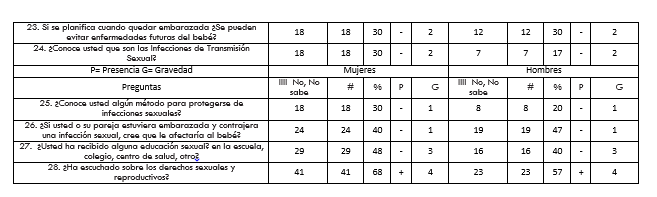 23. Si se planifica cuando quedar embarazada ¿Se pueden evitar enfermedades futuras del bebé? 18 18 30 - 2 12 12 30 - 2
24. ¿Conoce usted que son las Infecciones de Transmisión Sexual? 18 18 30 - 2 7 7 17 - 2
P= Presencia G= Gravedad Mujeres Hombres
Preguntas IIII No, No sabe # % P G IIII No, No sabe # % P G
25. ¿Conoce usted algún método para protegerse de infecciones sexuales? 18 18 30 - 1 8 8 20 - 1
26. ¿Si usted o su pareja estuviera embarazada y contrajera una infección sexual, cree que le afectaría al bebé? 24 24 40 - 1 19 19 47 - 1
27. ¿Usted ha recibido alguna educación sexual? en la escuela, colegio, centro de salud, otro¿ 29 29 48 - 3 16 16 40 - 3
28. ¿Ha escuchado sobre los derechos sexuales y reproductivos? 41 41 68 + 4 23 23 57 + 4